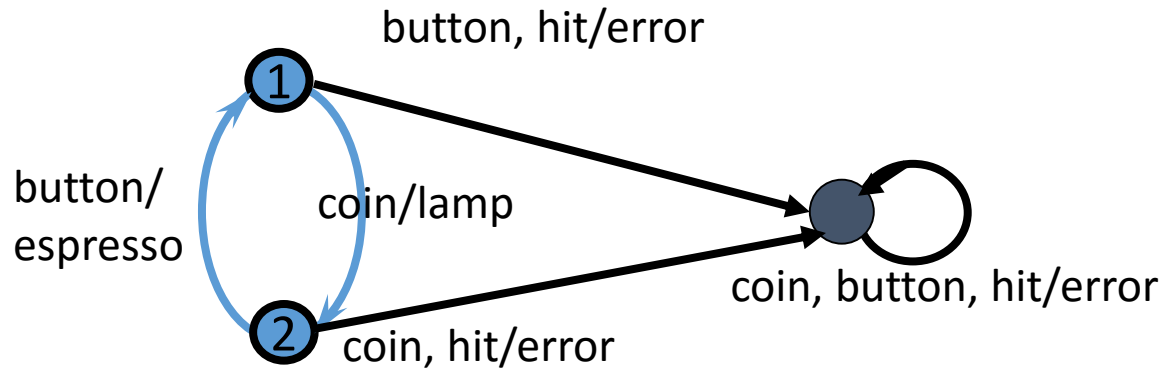 button, hit/error
1
button/
espresso
coin/lamp
coin, button, hit/error
2
coin, hit/error